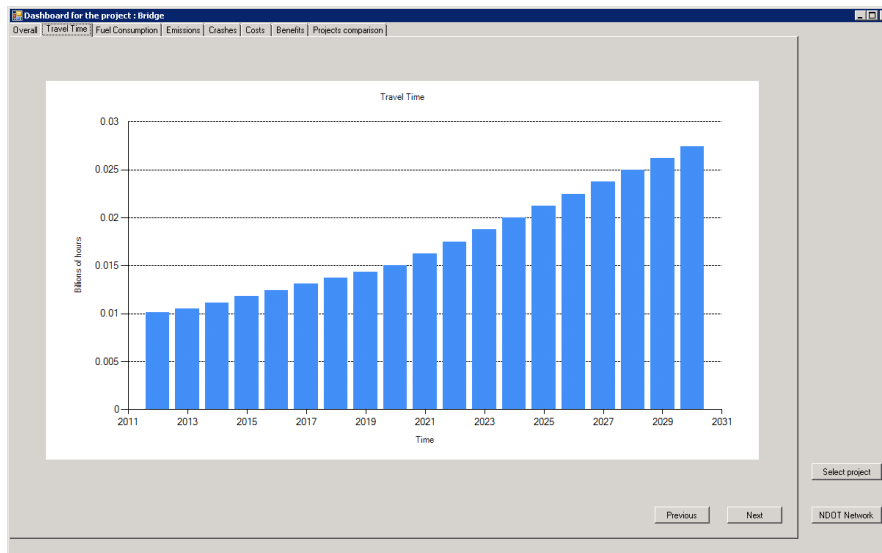 Dashboard for the project : Bridge
Overall Travel Time Fuel Consumption Emissions Crashes Costs Benefits Projects comparison
Travel Time
0.03
0.025
0.02
0.015
0.01
0.005
0
Billions of hours
2011 2013 2015 2017 2019 2021 2023 2025 2027 2029 2031
Time
Select project
Previous Next NDOT Network